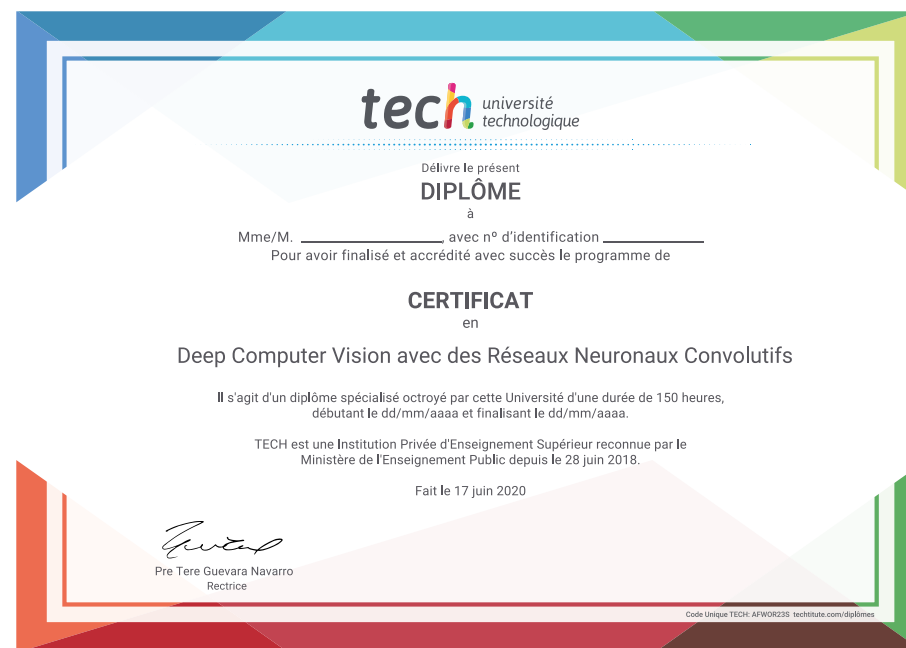 tech université
technologique
Délivre le présent
DIPLÔME
à
Mme/M. ____________________, avec nº d'identification ______________
Pour avoir finalisé et accrédité avec succès le programme de
CERTIFICAT
en
Deep Computer Vision avec des Réseaux Neuronaux Convolutifs
Il s'agit d'un diplôme spécialisé octroyé par cette Université d'une durée de 150 heures,
débutant le dd/mm/aaaa et finalisant le dd/mm/aaaa.
TECH est une Institution Privée d'Enseignement Supérieur reconnue par le
Ministère de l'Enseignement Public depuis le 28 juin 2018.
Fait le 17 juin 2020
Pre Tere Guevara Navarro
Rectrice
Code Unique TECH: AFWOR23S techtitute.com/diplômes